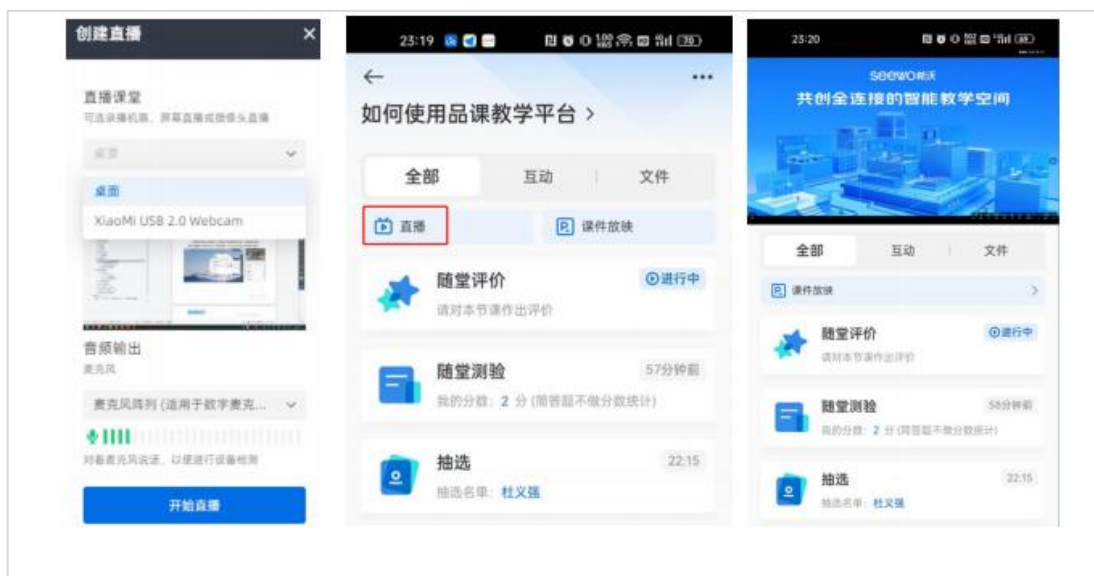 创建直播
直播课堂
可选录播机器、屏幕直播或摄像头直播
桌面
桌面
XiaoMi USB 2.0 Webcam
音频输出
麦克风
麦克风阵列 (适用于数字麦克...
对着麦克风说话，以便进行设备检测
开始直播
23:19
70
如何使用品课教学平台 >
全部 互动 文件
直播 课件放映
随堂评价 进行中
请对本节课作出评价
随堂测验 57分钟前
我的分数: 2 分 (简答题不做分数统计)
抽选 22:15
抽选名单: 杜义强
23:20
69
seewo希沃
共创全连接的智能教学空间
全部 互动 文件
课件放映 >
随堂评价 进行中
请对本节课作出评价
随堂测验 58分钟前
我的分数: 2 分 (简答题不做分数统计)
抽选 22:15
抽选名单: 杜义强